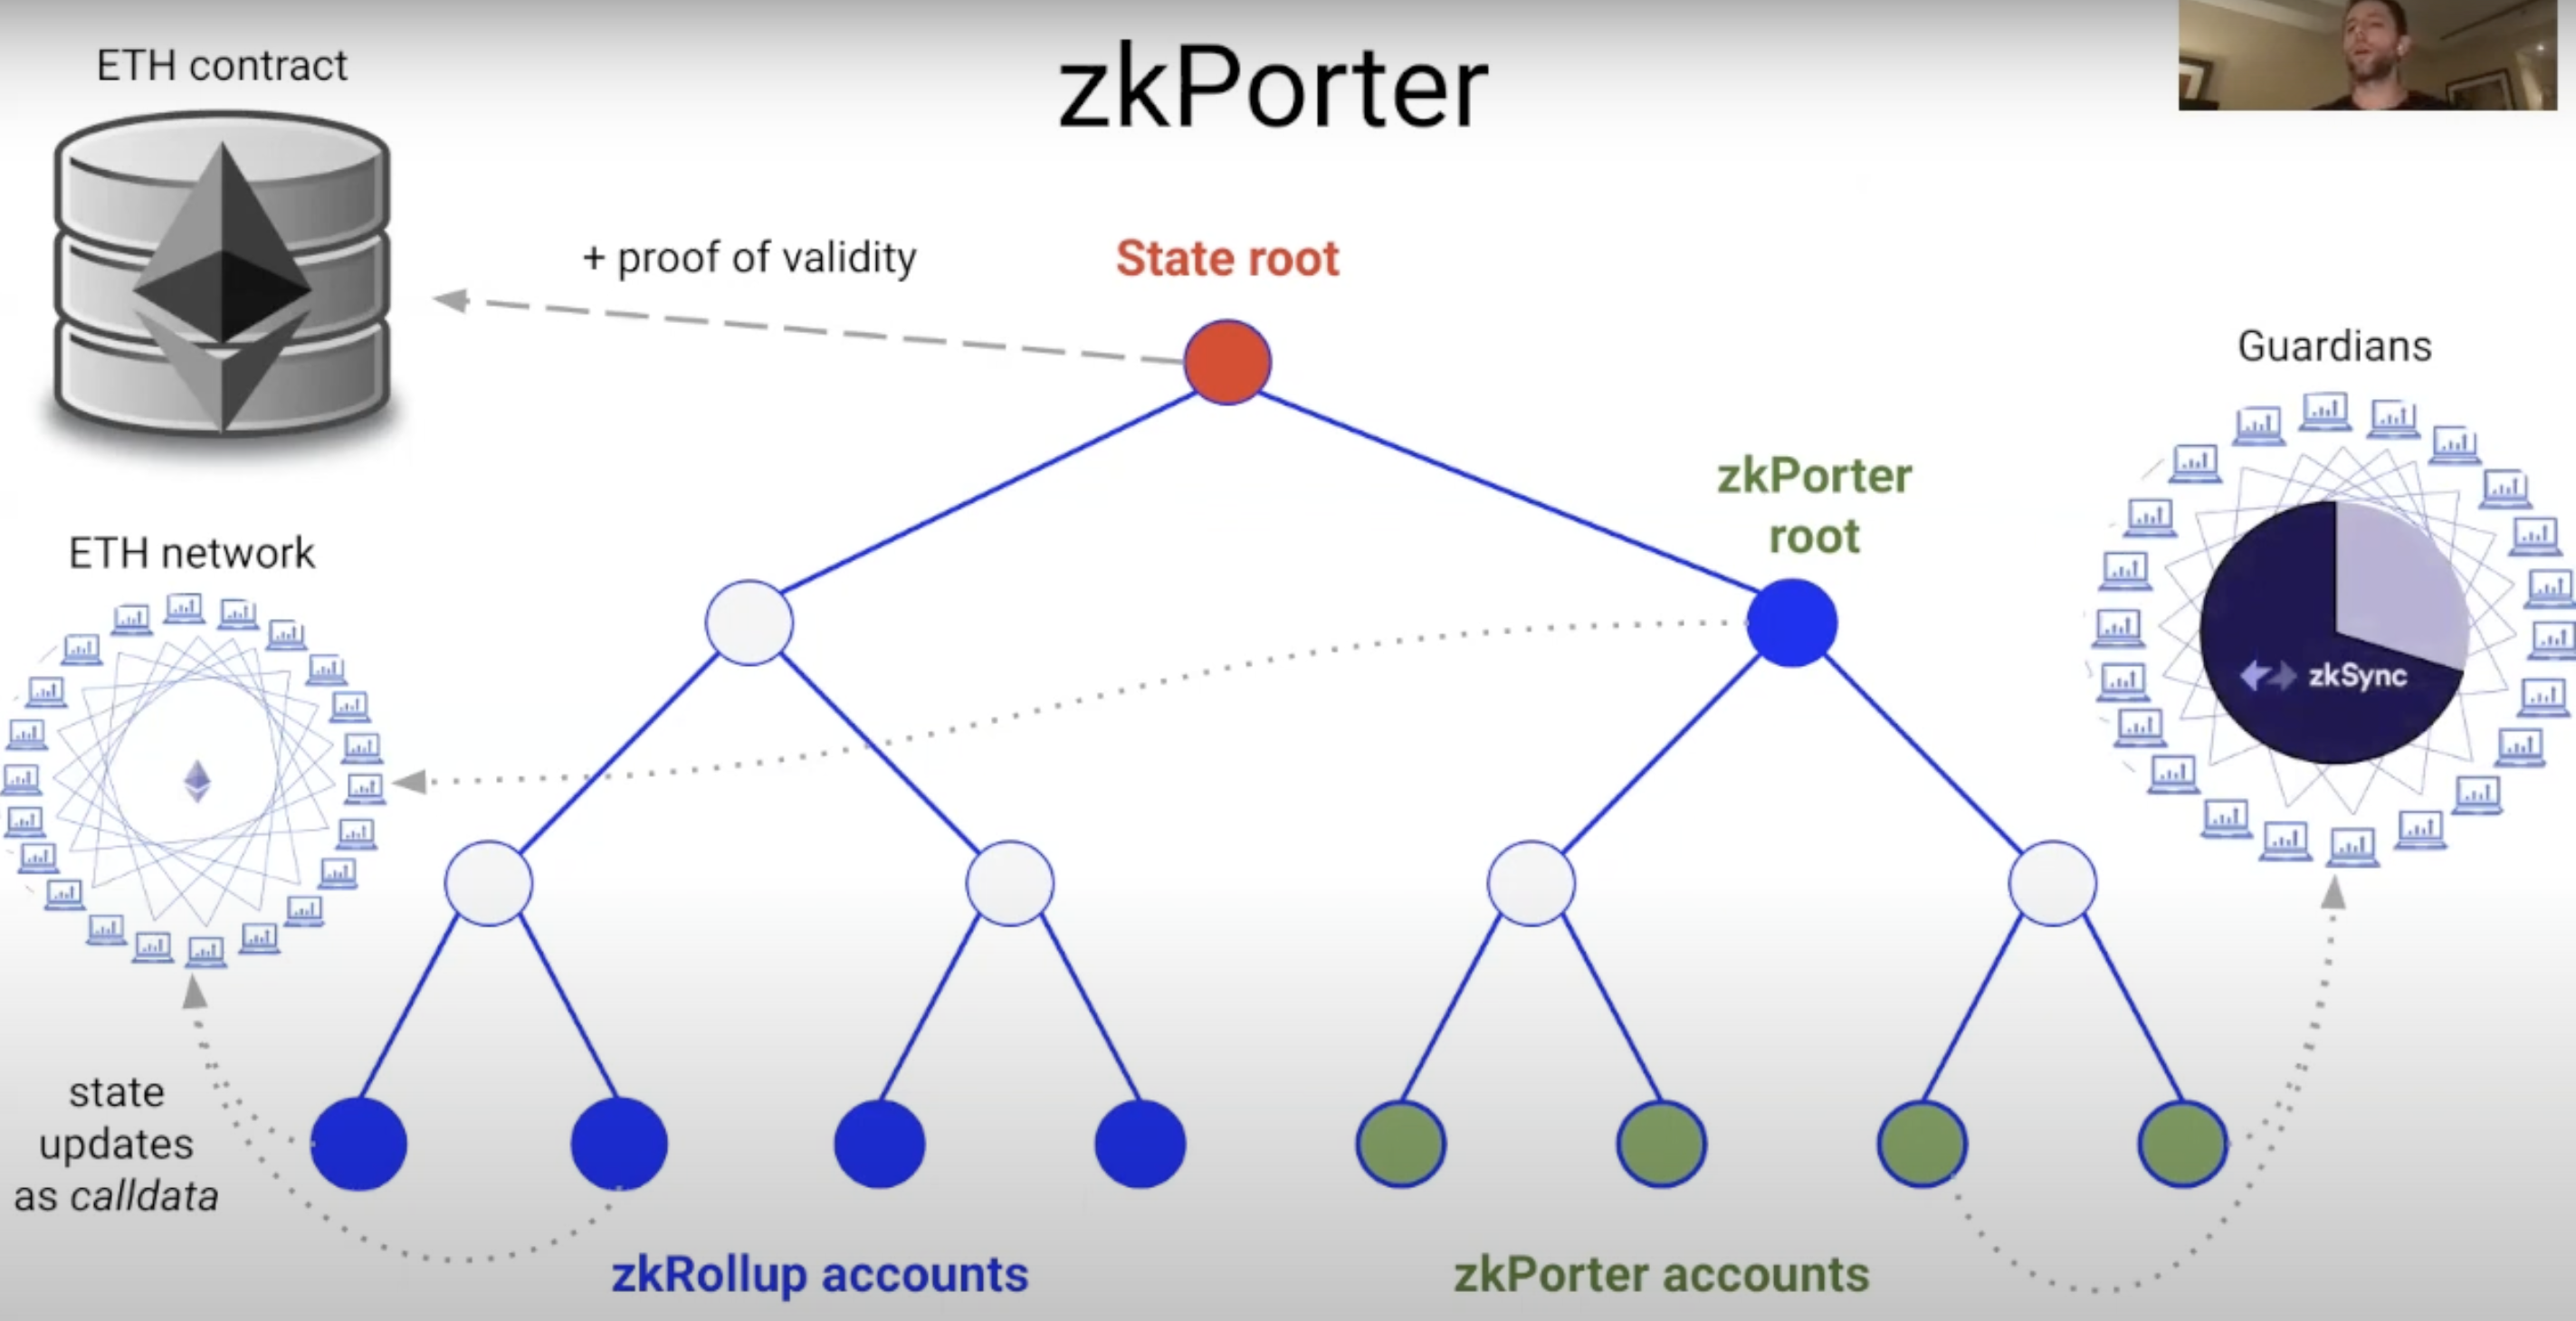 zkPorter
ETH contract
+ proof of validity
State root
Guardians
zkPorter
root
ETH network
zkSync
state
updates
as calldata
zkRollup accounts
zkPorter accounts